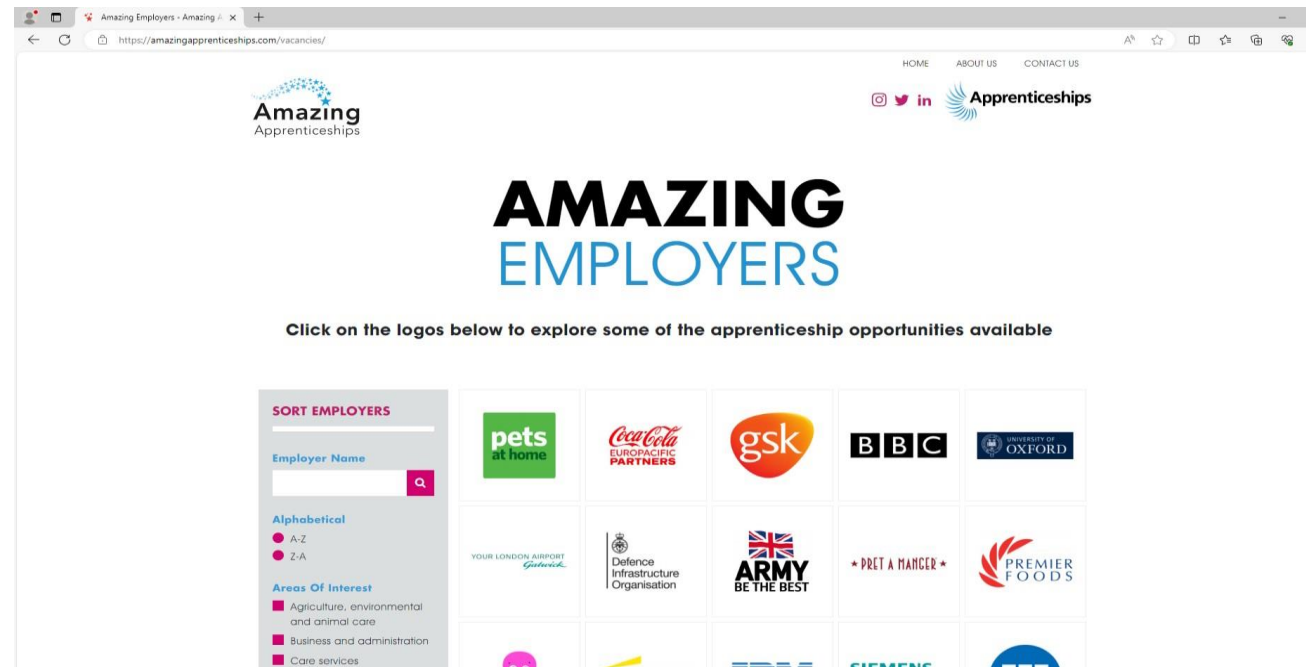 Amazing Employers - Amazing A
https://amazingapprenticeships.com/vacancies/
HOME ABOUT US CONTACT US
Amazing
Apprenticeships
in
Apprenticeships
AMAZING
EMPLOYERS
Click on the logos below to explore some of the apprenticeship opportunities available
SORT EMPLOYERS
Employer Name
Alphabetical
A-Z
Z-A
Areas Of Interest
Agriculture, environmental
and animal care
Business and administration
Care services
pets
at home
Coca-Cola
EUROPACIFIC
PARTNERS
gsk
BBC
UNIVERSITY OF
OXFORD
YOUR LONDON AIRPORT
Gatwick
Defence
Infrastructure
Organisation
ARMY
BE THE BEST
PRET A MANGER
PREMIER
FOODS
IBM
SIEMENS